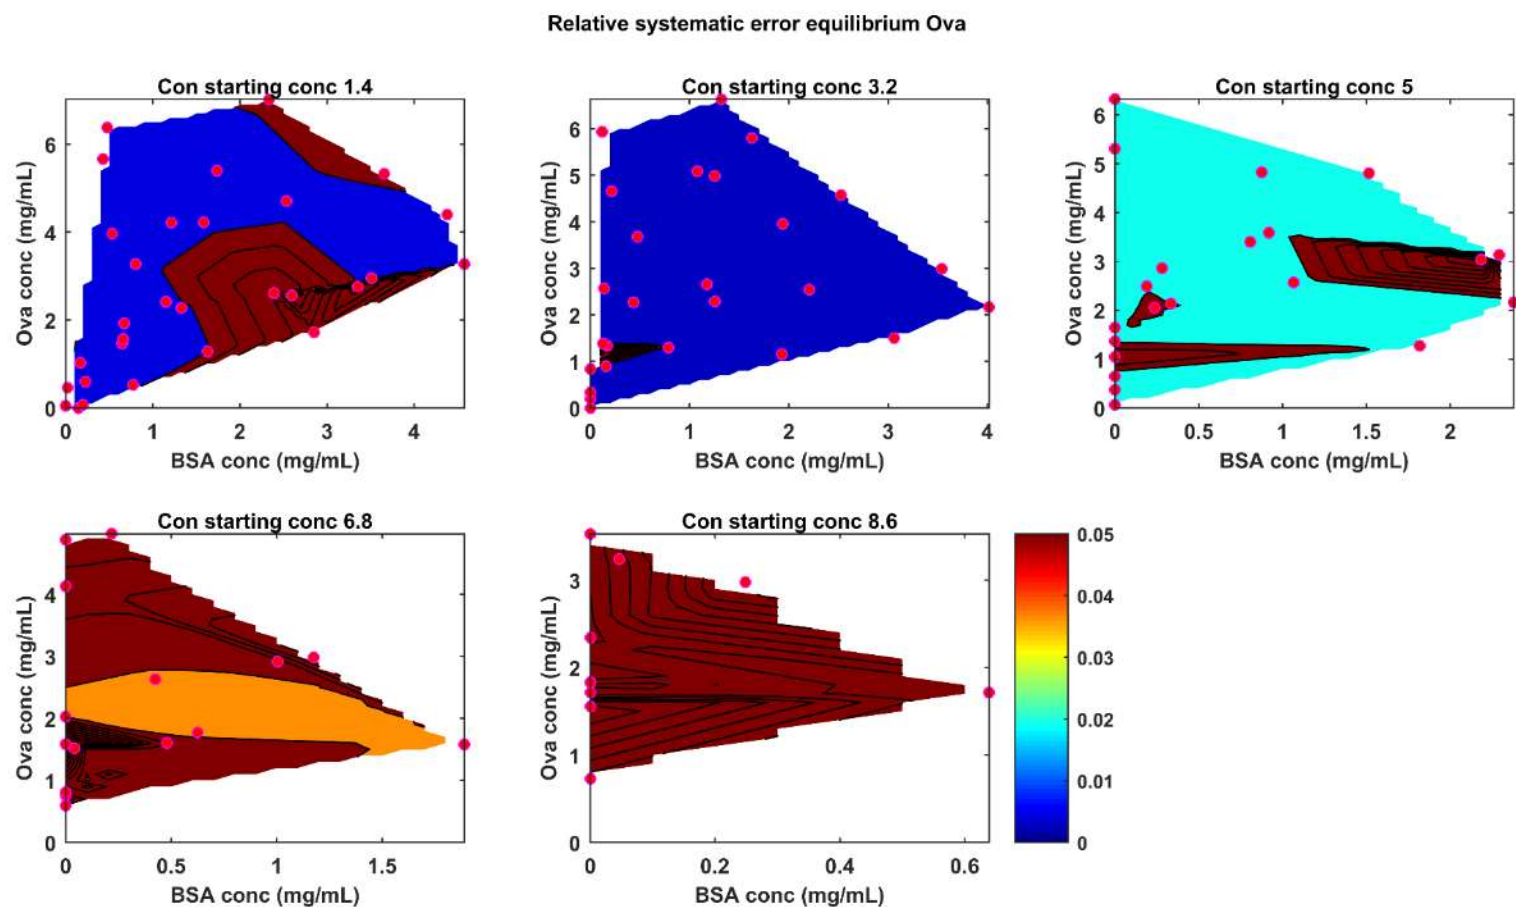 Relative systematic error equilibrium Ova
Con starting conc 1.4
Ova conc (mg/mL)
6
4
2
0
0 1 2 3 4
BSA conc (mg/mL)
Con starting conc 3.2
Ova conc (mg/mL)
6
5
4
3
2
1
0
0 1 2 3 4
BSA conc (mg/mL)
Con starting conc 5
Ova conc (mg/mL)
6
5
4
3
2
1
0
0 0.5 1 1.5 2
BSA conc (mg/mL)
Con starting conc 6.8
Ova conc (mg/mL)
4
3
2
1
0
0 0.5 1 1.5
BSA conc (mg/mL)
Con starting conc 8.6
Ova conc (mg/mL)
3
2
1
0
0 0.2 0.4 0.6
BSA conc (mg/mL)
0.05
0.04
0.03
0.02
0.01
0